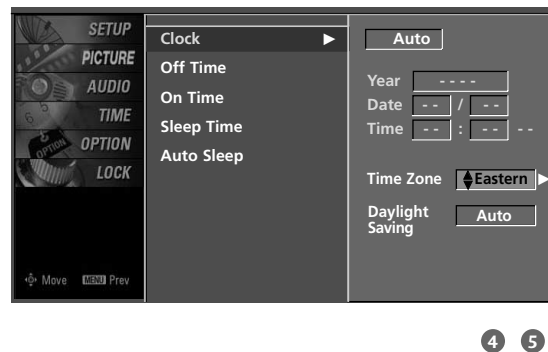 SETUP
PICTURE
AUDIO
TIME
OPTION
LOCK
Move MENU Prev
Clock
Off Time
On Time
Sleep Time
Auto Sleep
Auto
Year - - - -
Date - - / - -
Time - - : - - - -
Time Zone Eastern
Daylight
Saving
Auto
4 5